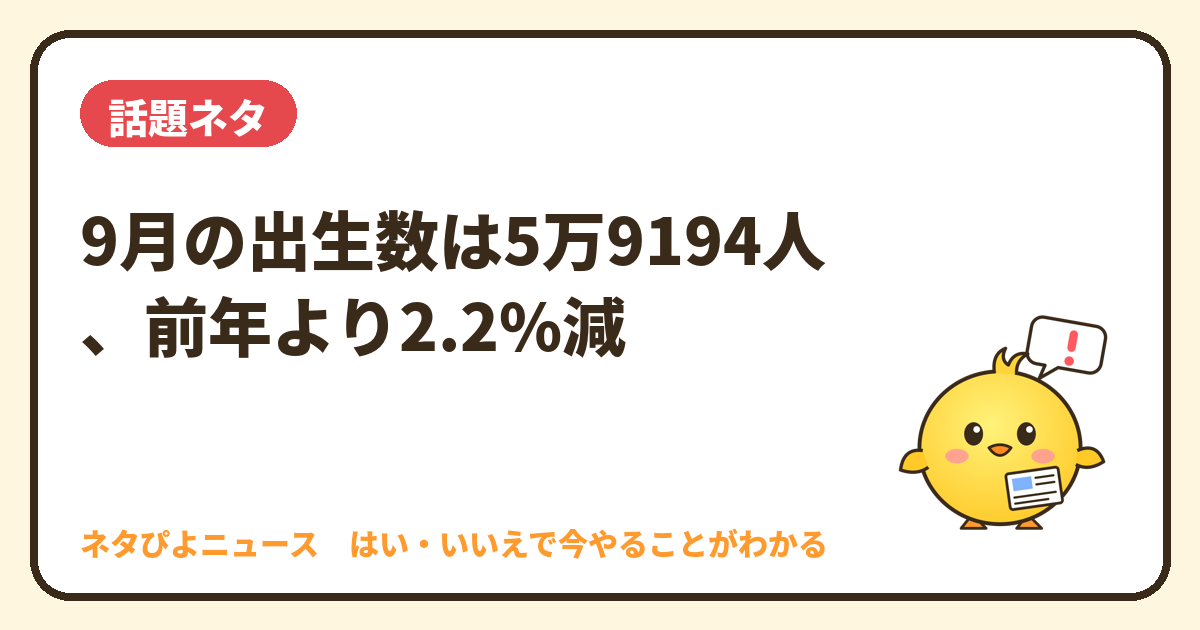 話題ネタ
9月の出生数は5万9194人
、前年より2.2%減
!
ネタぴよニュース　はい・いいえで今やることがわかる